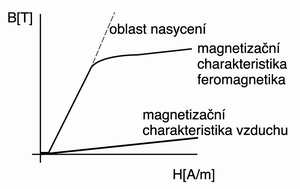 B[T]
oblast nasycení
magnetizační
charakteristika
feromagnetika
magnetizační
charakteristika vzduchu
H[A/m]